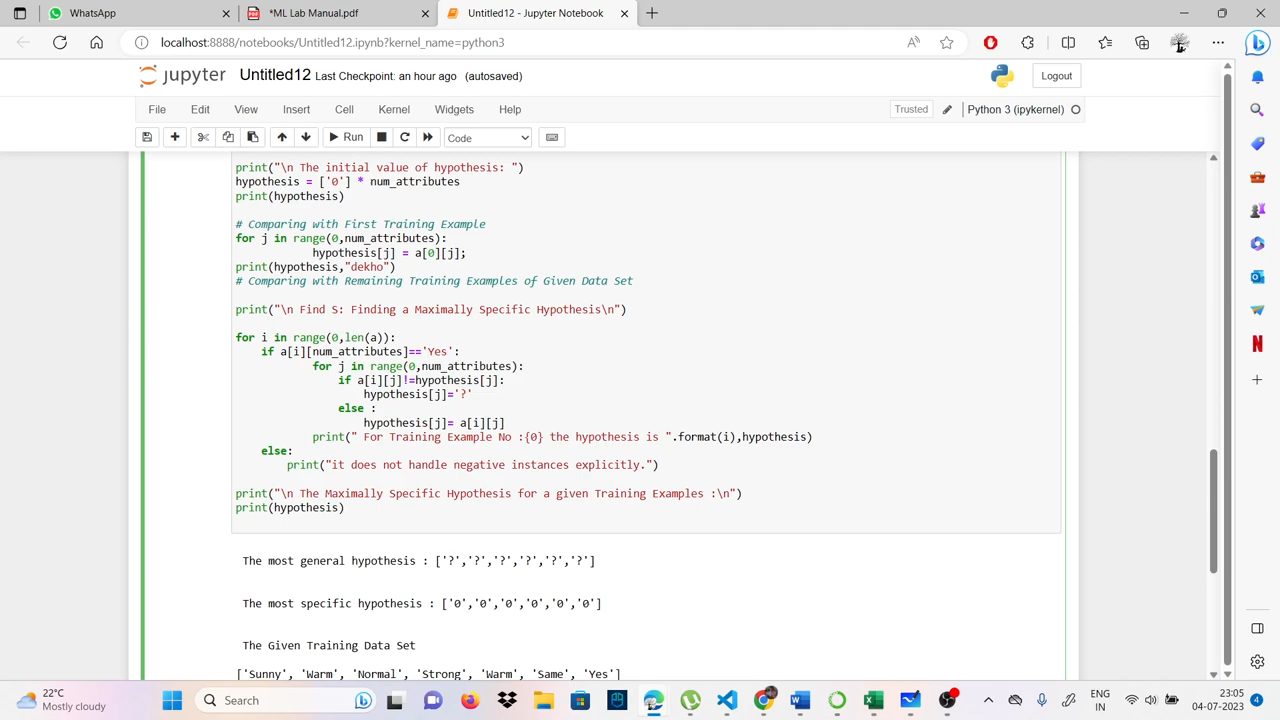 WhatsApp
*ML Lab Manual.pdf
Untitled12 - Jupyter Notebook
localhost:8888/notebooks/Untitled12.ipynb?kernel_name=python3
jupyter Untitled12 Last Checkpoint: an hour ago (autosaved)
Logout
File Edit View Insert Cell Kernel Widgets Help
Trusted
Python 3 (ipykernel)
Run
Code
print("\n The initial value of hypothesis: ")
hypothesis = ['0'] * num_attributes
print(hypothesis)
# Comparing with First Training Example
for j in range(0,num_attributes):
hypothesis[j] = a[0][j];
print(hypothesis,"dekho")
# Comparing with Remaining Training Examples of Given Data Set
print("\n Find S: Finding a Maximally Specific Hypothesis\n")
for i in range(0,len(a)):
if a[i][num_attributes]=='Yes':
for j in range(0,num_attributes):
if a[i][j]!=hypothesis[j]:
hypothesis[j]='?'
else :
hypothesis[j]= a[i][j]
print(" For Training Example No :{0} the hypothesis is ".format(i),hypothesis)
else:
print("it does not handle negative instances explicitly.")
print("\n The Maximally Specific Hypothesis for a given Training Examples :\n")
print(hypothesis)
The most general hypothesis : ['?','?','?','?','?','?']
The most specific hypothesis : ['0','0','0','0','0','0']
The Given Training Data Set
['Sunny', 'Warm', 'Normal', 'Strong', 'Warm', 'Same', 'Yes']
22°C
Mostly cloudy
Search
ENG
IN
23:05
04-07-2023
4